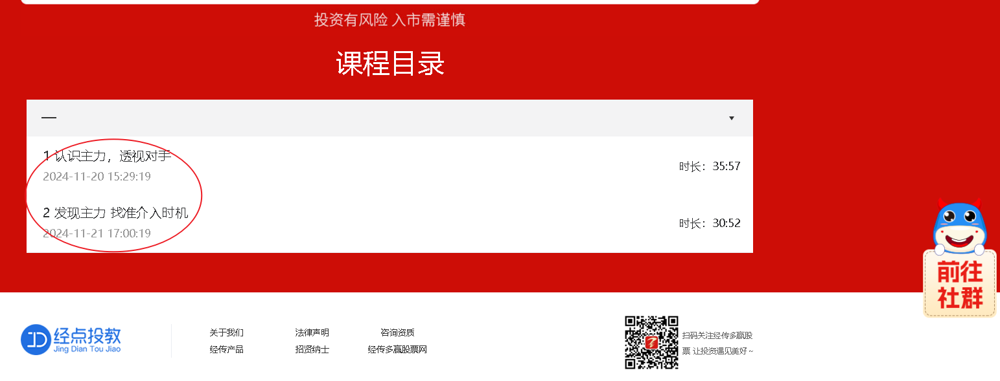 投资有风险 入市需谨慎
课程目录
一
1 认识主力，透视对手
2024-11-20 15:29:19
时长：35:57
2 发现主力 找准介入时机
2024-11-21 17:00:19
时长：30:52
前往
社群
经点投教
Jing Dian Tou Jiao
关于我们
法律声明
咨询资质
经传产品
招贤纳士
经传多赢股票网
扫码关注经传多赢股
票 让投资遇见美好～